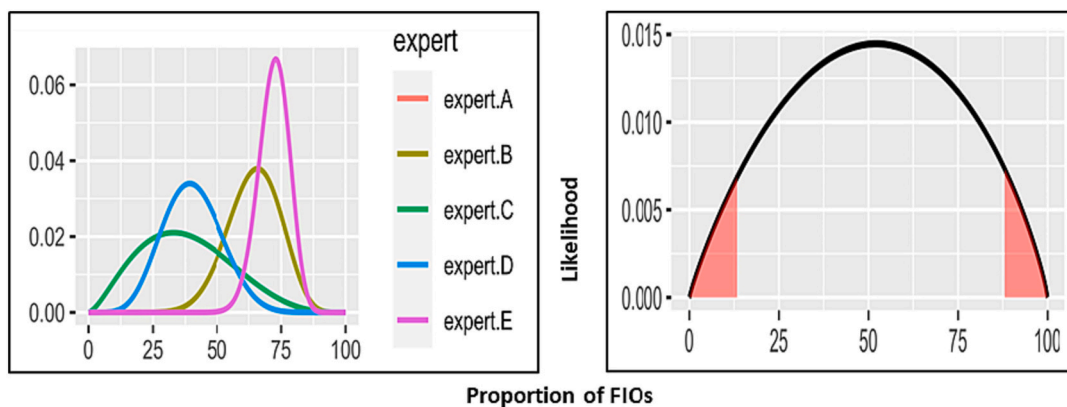 expert
0.06
0.04
0.02
0.00
expert.A
expert.B
expert.C
expert.D
expert.E
0 25 50 75 100
Likelihood
0.015
0.010
0.005
0.000
0 25 50 75 100
Proportion of FIOs